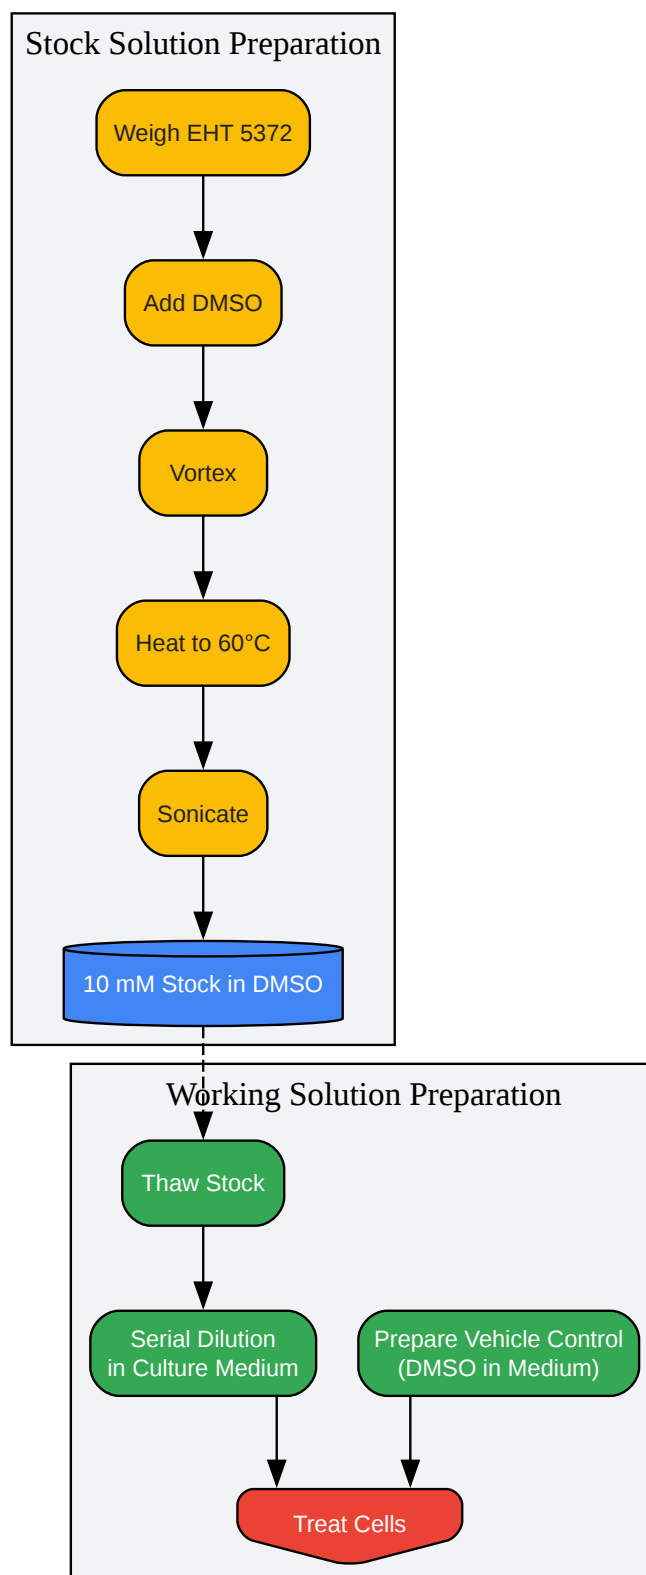 Stock Solution Preparation
Weigh EHT 5372
Add DMSO
Vortex
Heat to 60°C
Sonicate
10 mM Stock in DMSO
Working Solution Preparation
Thaw Stock
Serial Dilution
in Culture Medium
Prepare Vehicle Control
(DMSO in Medium)
Treat Cells